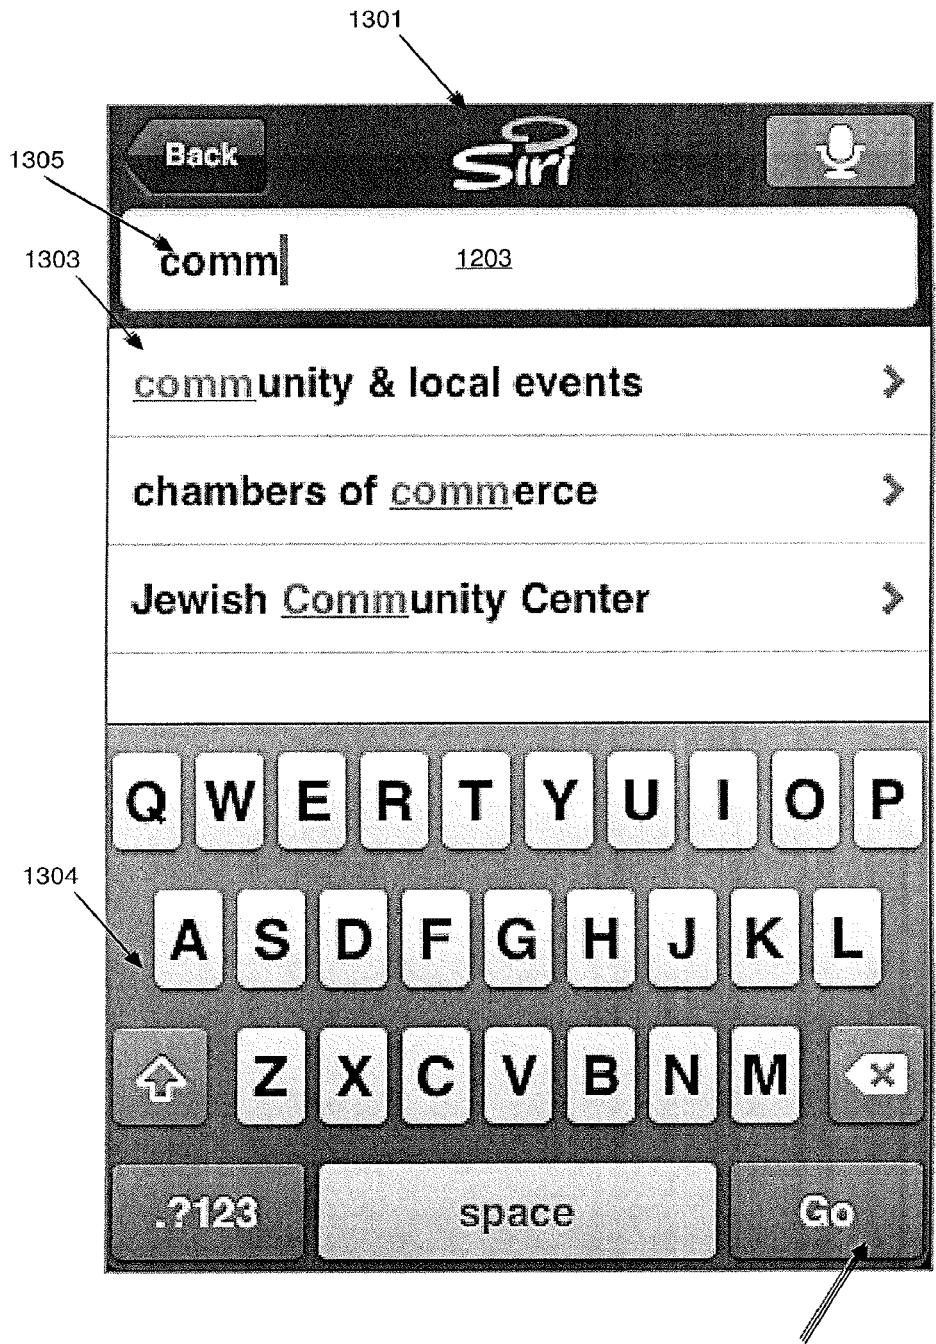 1301
Back Siri
1305
comm 1203
1303
community & local events
chambers of commerce
Jewish Community Center
Q W E R T Y U I O P
1304
A S D F G H J K L
Z X C V B N M
.?123 space Go